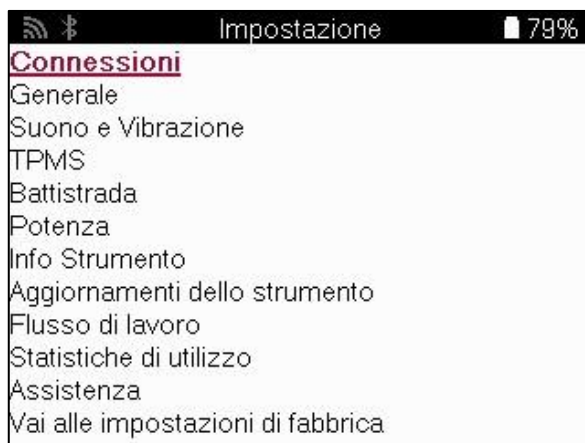 Impostazione 79%
Connessioni
Generale
Suono e Vibrazione
TPMS
Battistrada
Potenza
Info Strumento
Aggiornamenti dello strumento
Flusso di lavoro
Statistiche di utilizzo
Assistenza
Vai alle impostazioni di fabbrica